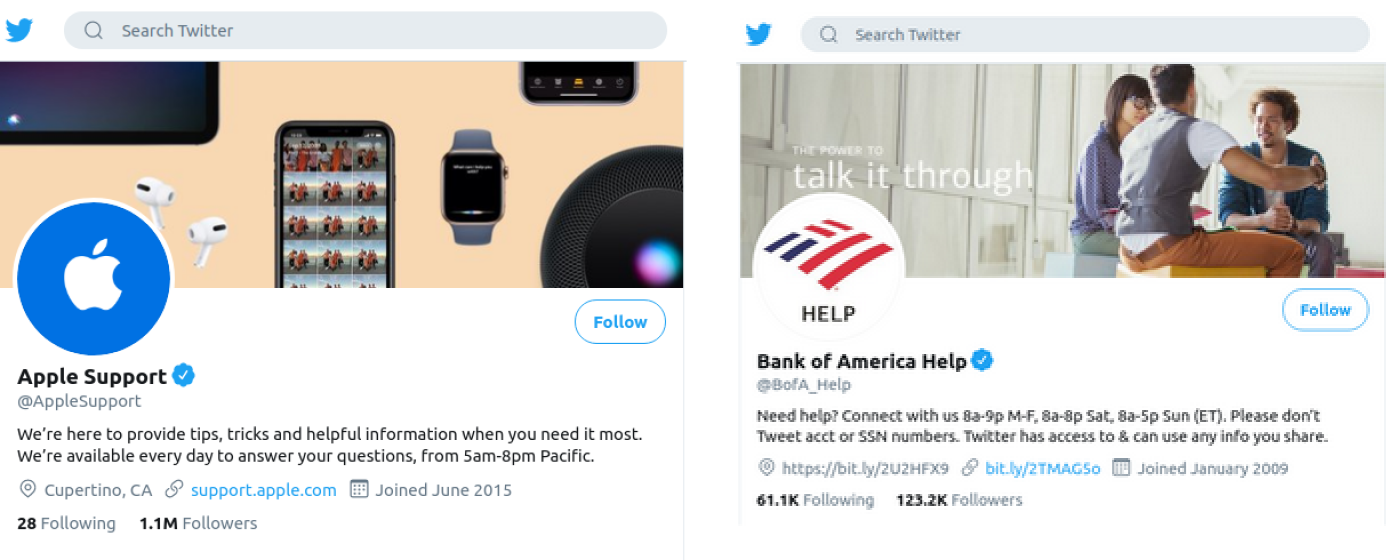 Search Twitter
Follow
Apple Support
@AppleSupport
We're here to provide tips, tricks and helpful information when you need it most.
We're available every day to answer your questions, from 5am-8pm Pacific.
Cupertino, CA support.apple.com Joined June 2015
28 Following 1.1M Followers
Search Twitter
THE POWER TO
talk it through
HELP
Follow
Bank of America Help
@BofA_Help
Need help? Connect with us 8a-9p M-F, 8a-8p Sat, 8a-5p Sun (ET). Please don't
Tweet acct or SSN numbers. Twitter has access to & can use any info you share.
https://bit.ly/2U2HFX9 bit.ly/2TMAG5o Joined January 2009
61.1K Following 123.2K Followers